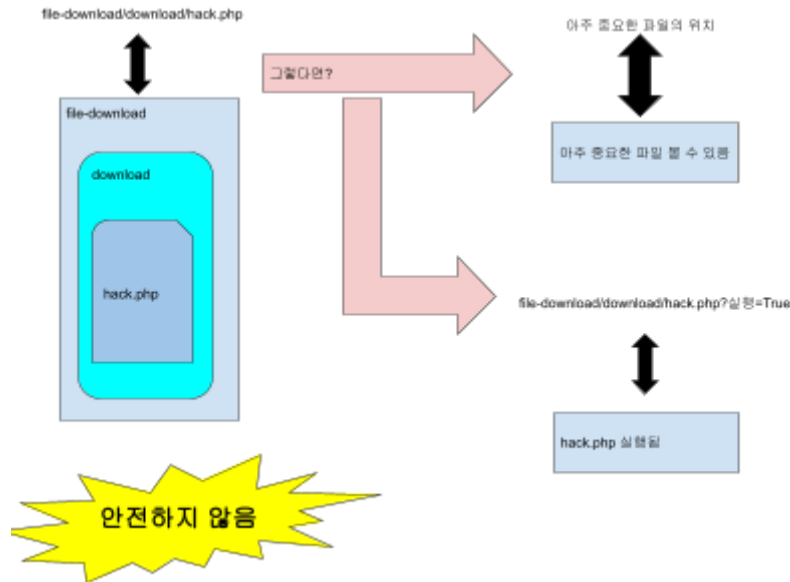 file-download/download/hack.php
file-download
download
hack.php
그렇다면?
아주 중요한 파일의 위치
아주 중요한 파일 볼 수 있음
file-download/download/hack.php?실행=True
hack.php 실행됨
안전하지 않음